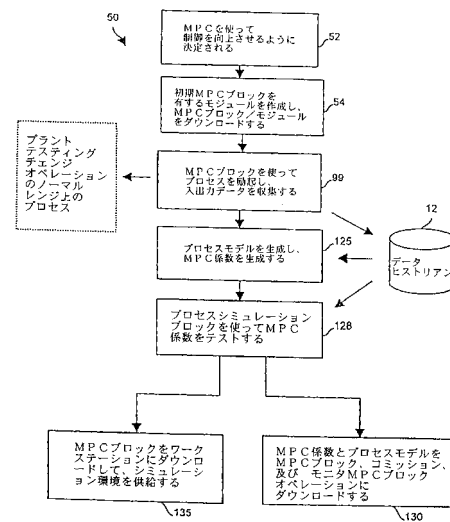 50
MPCを使って
制御を向上させるように
決定される
52
初期MPCブロックを
有するモジュールを作成し、
MPCブロック/モジュール
をダウンロードする
54
プラント
テスティング
チェンジ
オペレーション
のノーマル
レンジ上の
プロセス
MPCブロックを使って
プロセスを励起し、
入出力データを収集する
99
12
データ
ヒストリアン
プロセスモデルを生成し、
MPC係数を生成する
125
プロセスシミュレーション
ブロックを使ってMPC
係数をテストする
128
MPCブロックをワーク
ステーションにダウンロ
ードして、シミュレーシ
ョン環境を供給する
135
MPC係数とプロセスモデルを
MPCブロック、コミッション、
及び モニタMPCブロック
オペレーションに
ダウンロードする
130